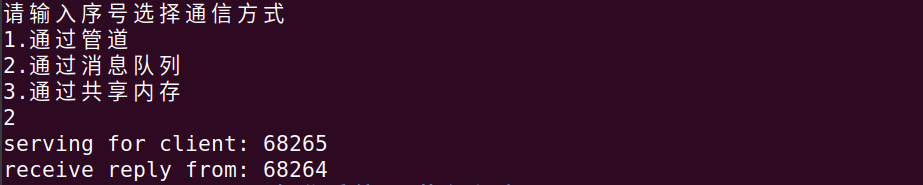 请输入序号选择通信方式
1.通过管道
2.通过消息队列
3.通过共享内存
2
serving for client: 68265
receive reply from: 68264